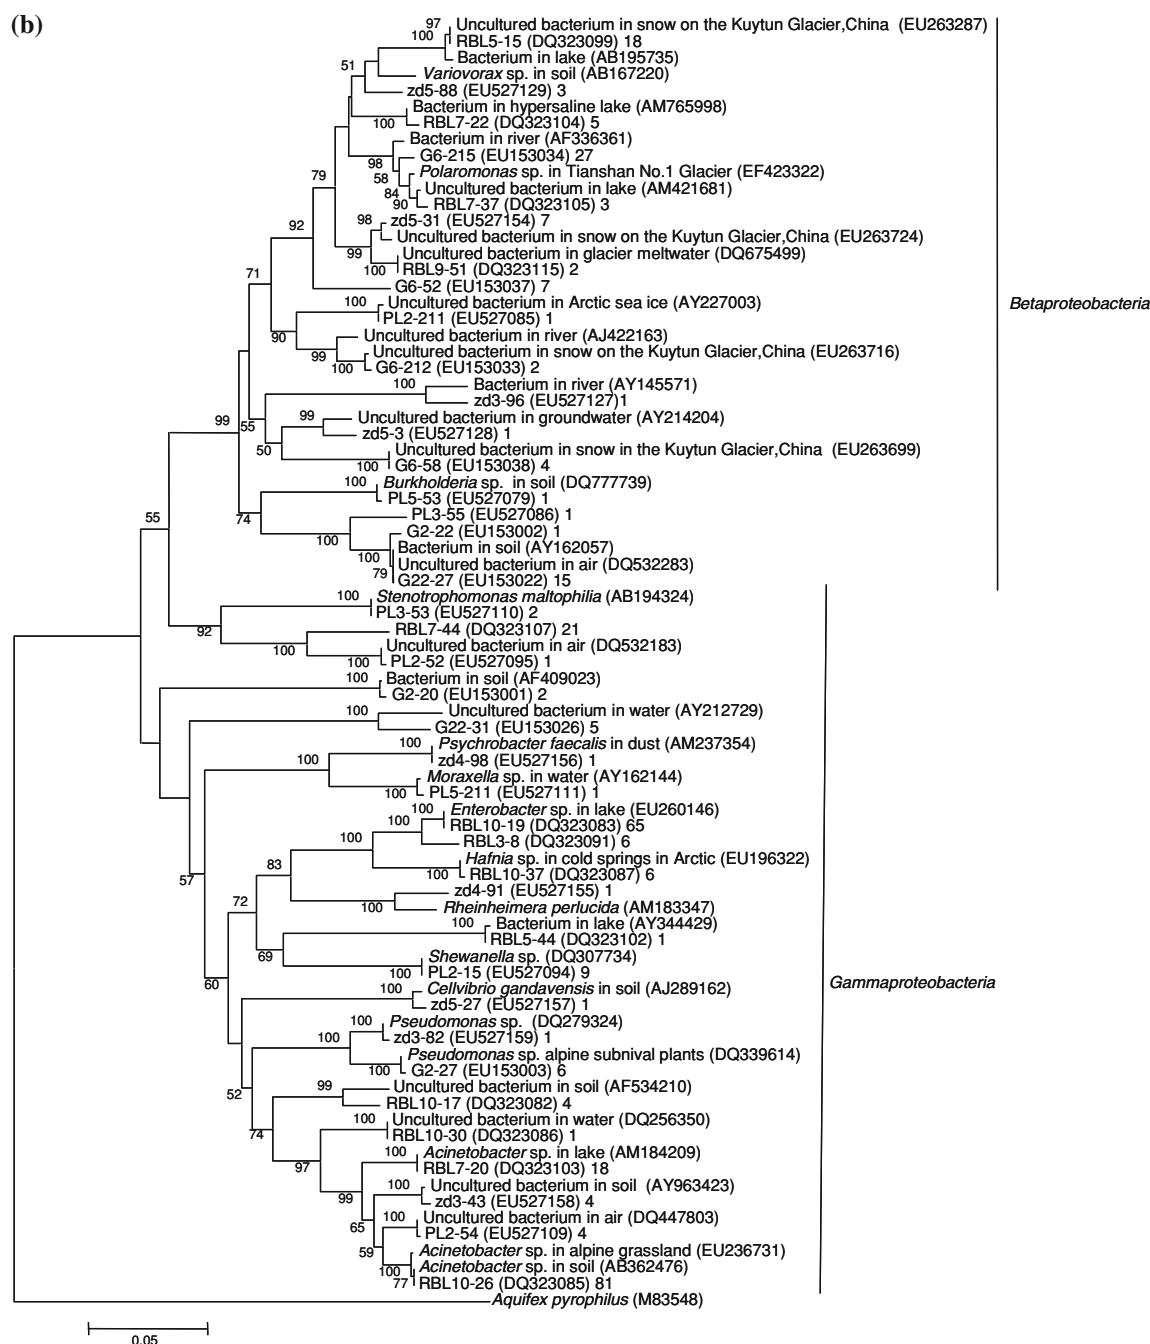 (b)
97
Uncultured bacterium in snow on the Kuytun Glacier,China (EU263287)
100
RBL5-15 (DQ323099) 18
Bacterium in lake (AB195735)
51
Variovorax sp. in soil (AB167220)
zd5-88 (EU527129) 3
Bacterium in hypersaline lake (AM765998)
100
RBL7-22 (DQ323104) 5
Bacterium in river (AF336361)
G6-215 (EU153034) 27
98
Polaromonas sp. in Tianshan No.1 Glacier (EF423322)
58
79
Uncultured bacterium in lake (AM421681)
84
RBL7-37 (DQ323105) 3
90
98
zd5-31 (EU527154) 7
92
Uncultured bacterium in snow on the Kuytun Glacier,China (EU263724)
99
Uncultured bacterium in glacier meltwater (DQ675499)
100
RBL9-51 (DQ323115) 2
71
G6-52 (EU153037) 7
100
Uncultured bacterium in Arctic sea ice (AY227003)
Betaproteobacteria
PL2-211 (EU527085) 1
90
Uncultured bacterium in river (AJ422163)
99
Uncultured bacterium in snow on the Kuytun Glacier,China (EU263716)
100
G6-212 (EU153033) 2
100
Bacterium in river (AY145571)
zd3-96 (EU527127)1
99
55
99
Uncultured bacterium in groundwater (AY214204)
zd5-3 (EU527128) 1
50
Uncultured bacterium in snow in the Kuytun Glacier,China (EU263699)
100
G6-58 (EU153038) 4
100
Burkholderia sp. in soil (DQ777739)
PL5-53 (EU527079) 1
74
PL3-55 (EU527086) 1
55
G2-22 (EU153002) 1
100
Bacterium in soil (AY162057)
100
Uncultured bacterium in air (DQ532283)
79
G22-27 (EU153022) 15
100
Stenotrophomonas maltophilia (AB194324)
PL3-53 (EU527110) 2
92
RBL7-44 (DQ323107) 21
100
Uncultured bacterium in air (DQ532183)
100
PL2-52 (EU527095) 1
100
Bacterium in soil (AF409023)
G2-20 (EU153001) 2
100
Uncultured bacterium in water (AY212729)
G22-31 (EU153026) 5
100
Psychrobacter faecalis in dust (AM237354)
100
zd4-98 (EU527156) 1
Moraxella sp. in water (AY162144)
100
PL5-211 (EU527111) 1
100
Enterobacter sp. in lake (EU260146)
100
RBL10-19 (DQ323083) 65
100
RBL3-8 (DQ323091) 6
83
Hafnia sp. in cold springs in Arctic (EU196322)
100
RBL10-37 (DQ323087) 6
57
zd4-91 (EU527155) 1
72
100
Rheinheimera perlucida (AM183347)
100
Bacterium in lake (AY344429)
RBL5-44 (DQ323102) 1
69
Shewanella sp. (DQ307734)
100
PL2-15 (EU527094) 9
60
Gammaproteobacteria
100
Cellvibrio gandavensis in soil (AJ289162)
zd5-27 (EU527157) 1
100
Pseudomonas sp. (DQ279324)
100
zd3-82 (EU527159) 1
Pseudomonas sp. alpine subnival plants (DQ339614)
100
G2-27 (EU153003) 6
52
99
Uncultured bacterium in soil (AF534210)
RBL10-17 (DQ323082) 4
100
Uncultured bacterium in water (DQ256350)
74
RBL10-30 (DQ323086) 1
100
Acinetobacter sp. in lake (AM184209)
97
RBL7-20 (DQ323103) 18
100
Uncultured bacterium in soil (AY963423)
99
zd3-43 (EU527158) 4
100
Uncultured bacterium in air (DQ447803)
65
PL2-54 (EU527109) 4
59
Acinetobacter sp. in alpine grassland (EU236731)
100
Acinetobacter sp. in soil (AB362476)
77
RBL10-26 (DQ323085) 81
Aquifex pyrophilus (M83548)
0.05